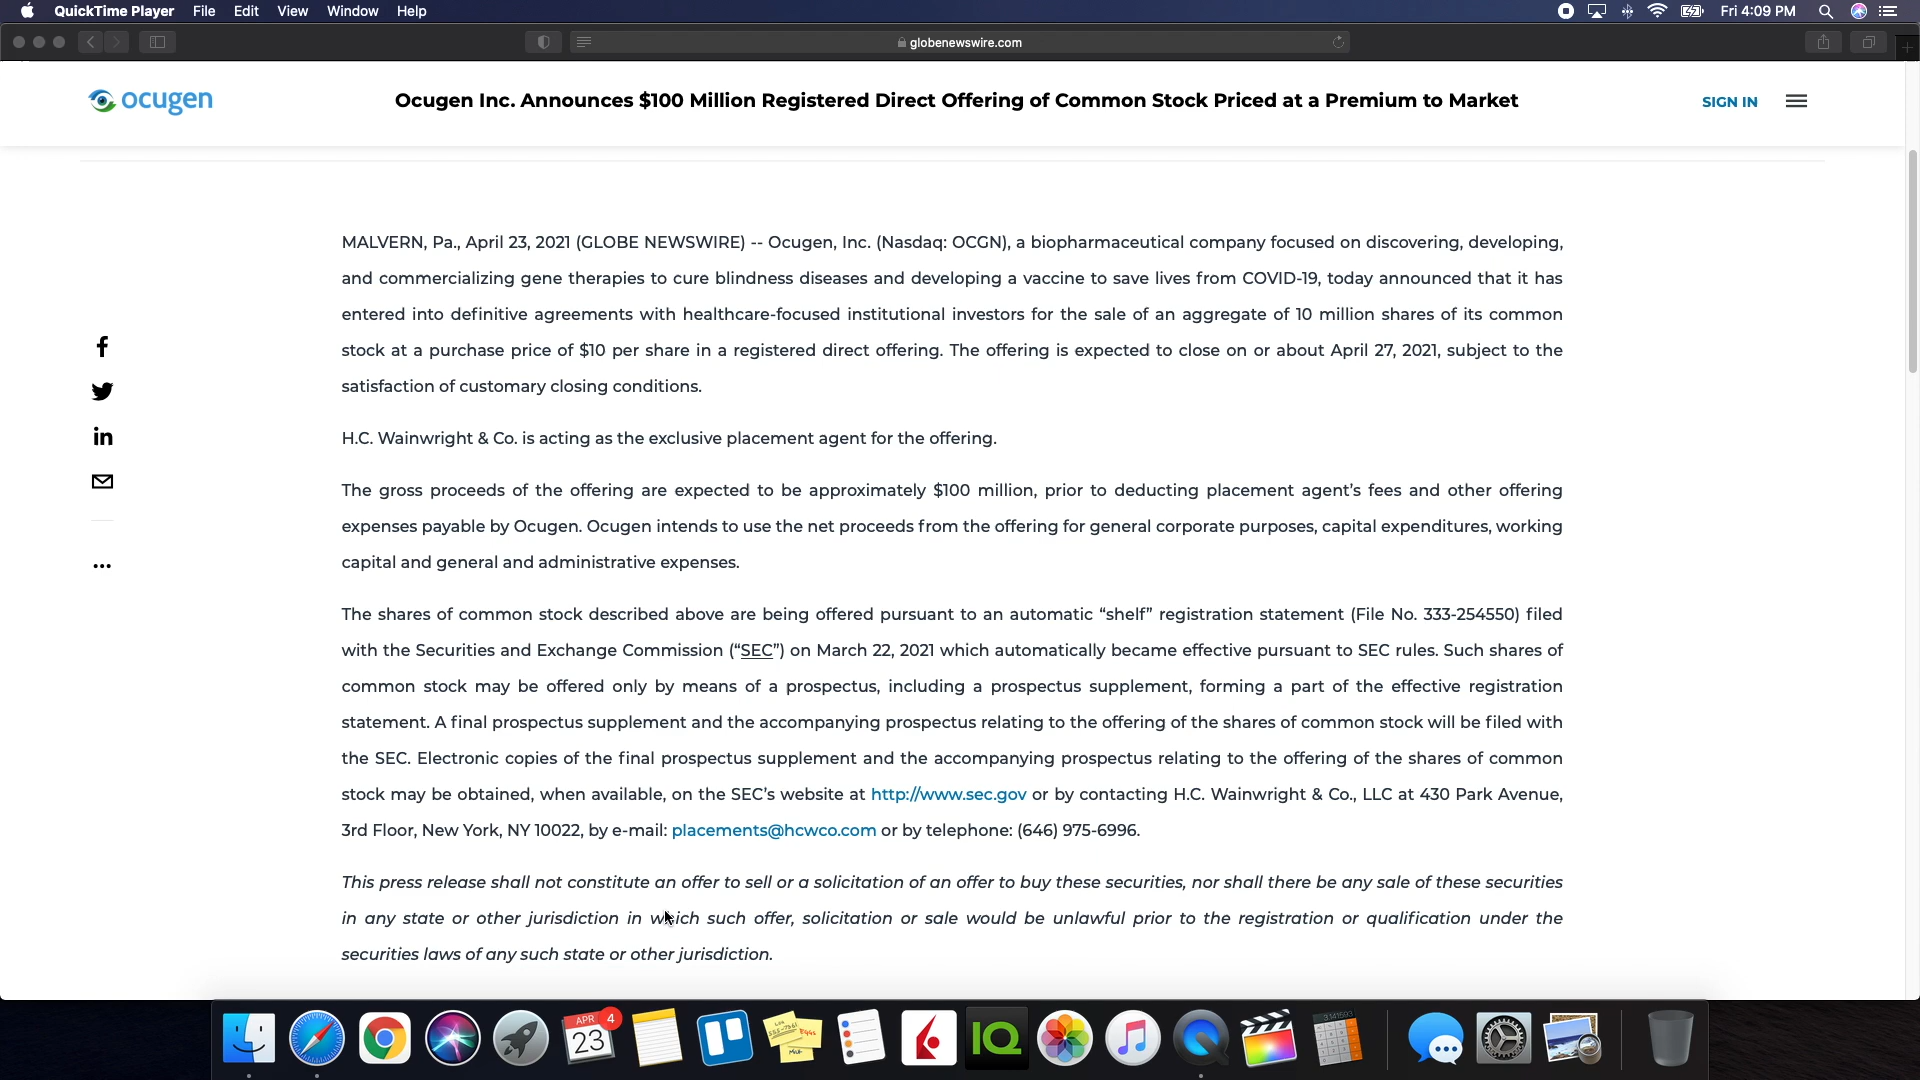 QuickTime Player File Edit View Window Help Fri 4:09 PM
globenewswire.com
ocugen
Ocugen Inc. Announces $100 Million Registered Direct Offering of Common Stock Priced at a Premium to Market
SIGN IN
MALVERN, Pa., April 23, 2021 (GLOBE NEWSWIRE) -- Ocugen, Inc. (Nasdaq: OCGN), a biopharmaceutical company focused on discovering, developing,
and commercializing gene therapies to cure blindness diseases and developing a vaccine to save lives from COVID-19, today announced that it has
entered into definitive agreements with healthcare-focused institutional investors for the sale of an aggregate of 10 million shares of its common
stock at a purchase price of $10 per share in a registered direct offering. The offering is expected to close on or about April 27, 2021, subject to the
satisfaction of customary closing conditions.
H.C. Wainwright & Co. is acting as the exclusive placement agent for the offering.
The gross proceeds of the offering are expected to be approximately $100 million, prior to deducting placement agent's fees and other offering
expenses payable by Ocugen. Ocugen intends to use the net proceeds from the offering for general corporate purposes, capital expenditures, working
capital and general and administrative expenses.
The shares of common stock described above are being offered pursuant to an automatic “shelf” registration statement (File No. 333-254550) filed
with the Securities and Exchange Commission (“SEC”) on March 22, 2021 which automatically became effective pursuant to SEC rules. Such shares of
common stock may be offered only by means of a prospectus, including a prospectus supplement, forming a part of the effective registration
statement. A final prospectus supplement and the accompanying prospectus relating to the offering of the shares of common stock will be filed with
the SEC. Electronic copies of the final prospectus supplement and the accompanying prospectus relating to the offering of the shares of common
stock may be obtained, when available, on the SEC's website at http://www.sec.gov or by contacting H.C. Wainwright & Co., LLC at 430 Park Avenue,
3rd Floor, New York, NY 10022, by e-mail: placements@hcwco.com or by telephone: (646) 975-6996.
This press release shall not constitute an offer to sell or a solicitation of an offer to buy these securities, nor shall there be any sale of these securities
in any state or other jurisdiction in which such offer, solicitation or sale would be unlawful prior to the registration or qualification under the
securities laws of any such state or other jurisdiction.
APR 4
23
IQ